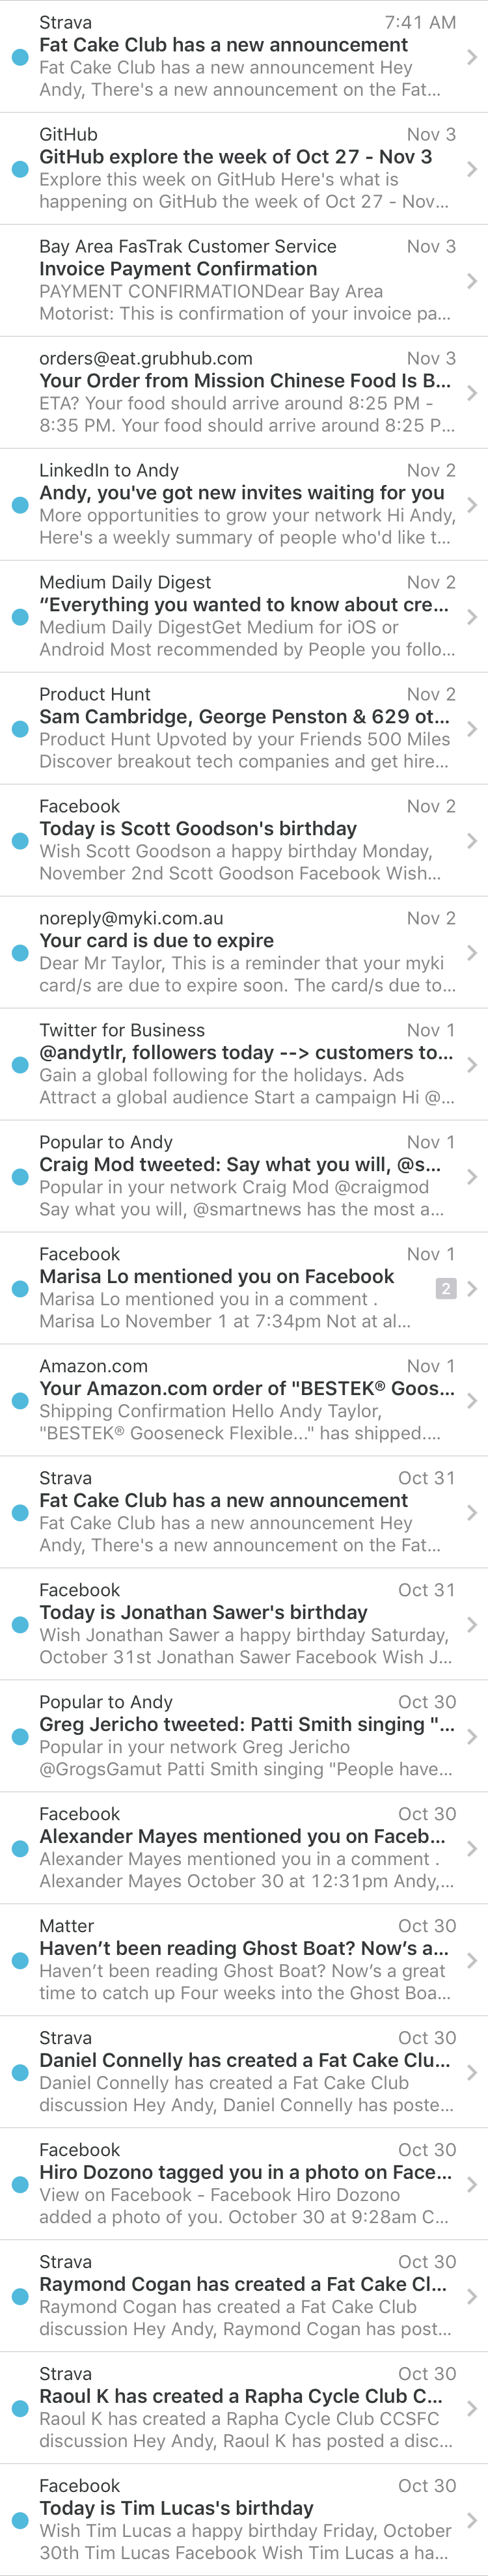 Strava 7:41 AM
Fat Cake Club has a new announcement
Fat Cake Club has a new announcement Hey
Andy, There's a new announcement on the Fat...
GitHub Nov 3
GitHub explore the week of Oct 27 - Nov 3
Explore this week on GitHub Here's what is
happening on GitHub the week of Oct 27 - Nov...
Bay Area FasTrak Customer Service Nov 3
Invoice Payment Confirmation
PAYMENT CONFIRMATIONDear Bay Area
Motorist: This is confirmation of your invoice pa...
orders@eat.grubhub.com Nov 3
Your Order from Mission Chinese Food Is B...
ETA? Your food should arrive around 8:25 PM -
8:35 PM. Your food should arrive around 8:25 P...
LinkedIn to Andy Nov 2
Andy, you've got new invites waiting for you
More opportunities to grow your network Hi Andy,
Here's a weekly summary of people who'd like t...
Medium Daily Digest Nov 2
“Everything you wanted to know about cre...
Medium Daily DigestGet Medium for iOS or
Android Most recommended by People you follo...
Product Hunt Nov 2
Sam Cambridge, George Penston & 629 ot...
Product Hunt Upvoted by your Friends 500 Miles
Discover breakout tech companies and get hire...
Facebook Nov 2
Today is Scott Goodson's birthday
Wish Scott Goodson a happy birthday Monday,
November 2nd Scott Goodson Facebook Wish...
noreply@myki.com.au Nov 2
Your card is due to expire
Dear Mr Taylor, This is a reminder that your myki
card/s are due to expire soon. The card/s due to...
Twitter for Business Nov 1
@andytlr, followers today --> customers to...
Gain a global following for the holidays. Ads
Attract a global audience Start a campaign Hi @...
Popular to Andy Nov 1
Craig Mod tweeted: Say what you will, @s...
Popular in your network Craig Mod @craigmod
Say what you will, @smartnews has the most a...
Facebook Nov 1
Marisa Lo mentioned you on Facebook 2
Marisa Lo mentioned you in a comment .
Marisa Lo November 1 at 7:34pm Not at al...
Amazon.com Nov 1
Your Amazon.com order of "BESTEK® Goos...
Shipping Confirmation Hello Andy Taylor,
"BESTEK® Gooseneck Flexible..." has shipped....
Strava Oct 31
Fat Cake Club has a new announcement
Fat Cake Club has a new announcement Hey
Andy, There's a new announcement on the Fat...
Facebook Oct 31
Today is Jonathan Sawer's birthday
Wish Jonathan Sawer a happy birthday Saturday,
October 31st Jonathan Sawer Facebook Wish J...
Popular to Andy Oct 30
Greg Jericho tweeted: Patti Smith singing "...
Popular in your network Greg Jericho
@GrogsGamut Patti Smith singing "People have...
Facebook Oct 30
Alexander Mayes mentioned you on Faceb...
Alexander Mayes mentioned you in a comment .
Alexander Mayes October 30 at 12:31pm Andy,...
Matter Oct 30
Haven’t been reading Ghost Boat? Now’s a...
Haven’t been reading Ghost Boat? Now’s a great
time to catch up Four weeks into the Ghost Boa...
Strava Oct 30
Daniel Connelly has created a Fat Cake Clu...
Daniel Connelly has created a Fat Cake Club
discussion Hey Andy, Daniel Connelly has poste...
Facebook Oct 30
Hiro Dozono tagged you in a photo on Face...
View on Facebook - Facebook Hiro Dozono
added a photo of you. October 30 at 9:28am C...
Strava Oct 30
Raymond Cogan has created a Fat Cake Cl...
Raymond Cogan has created a Fat Cake Club
discussion Hey Andy, Raymond Cogan has post...
Strava Oct 30
Raoul K has created a Rapha Cycle Club C...
Raoul K has created a Rapha Cycle Club CCSFC
discussion Hey Andy, Raoul K has posted a disc...
Facebook Oct 30
Today is Tim Lucas's birthday
Wish Tim Lucas a happy birthday Friday, October
30th Tim Lucas Facebook Wish Tim Lucas a ha...